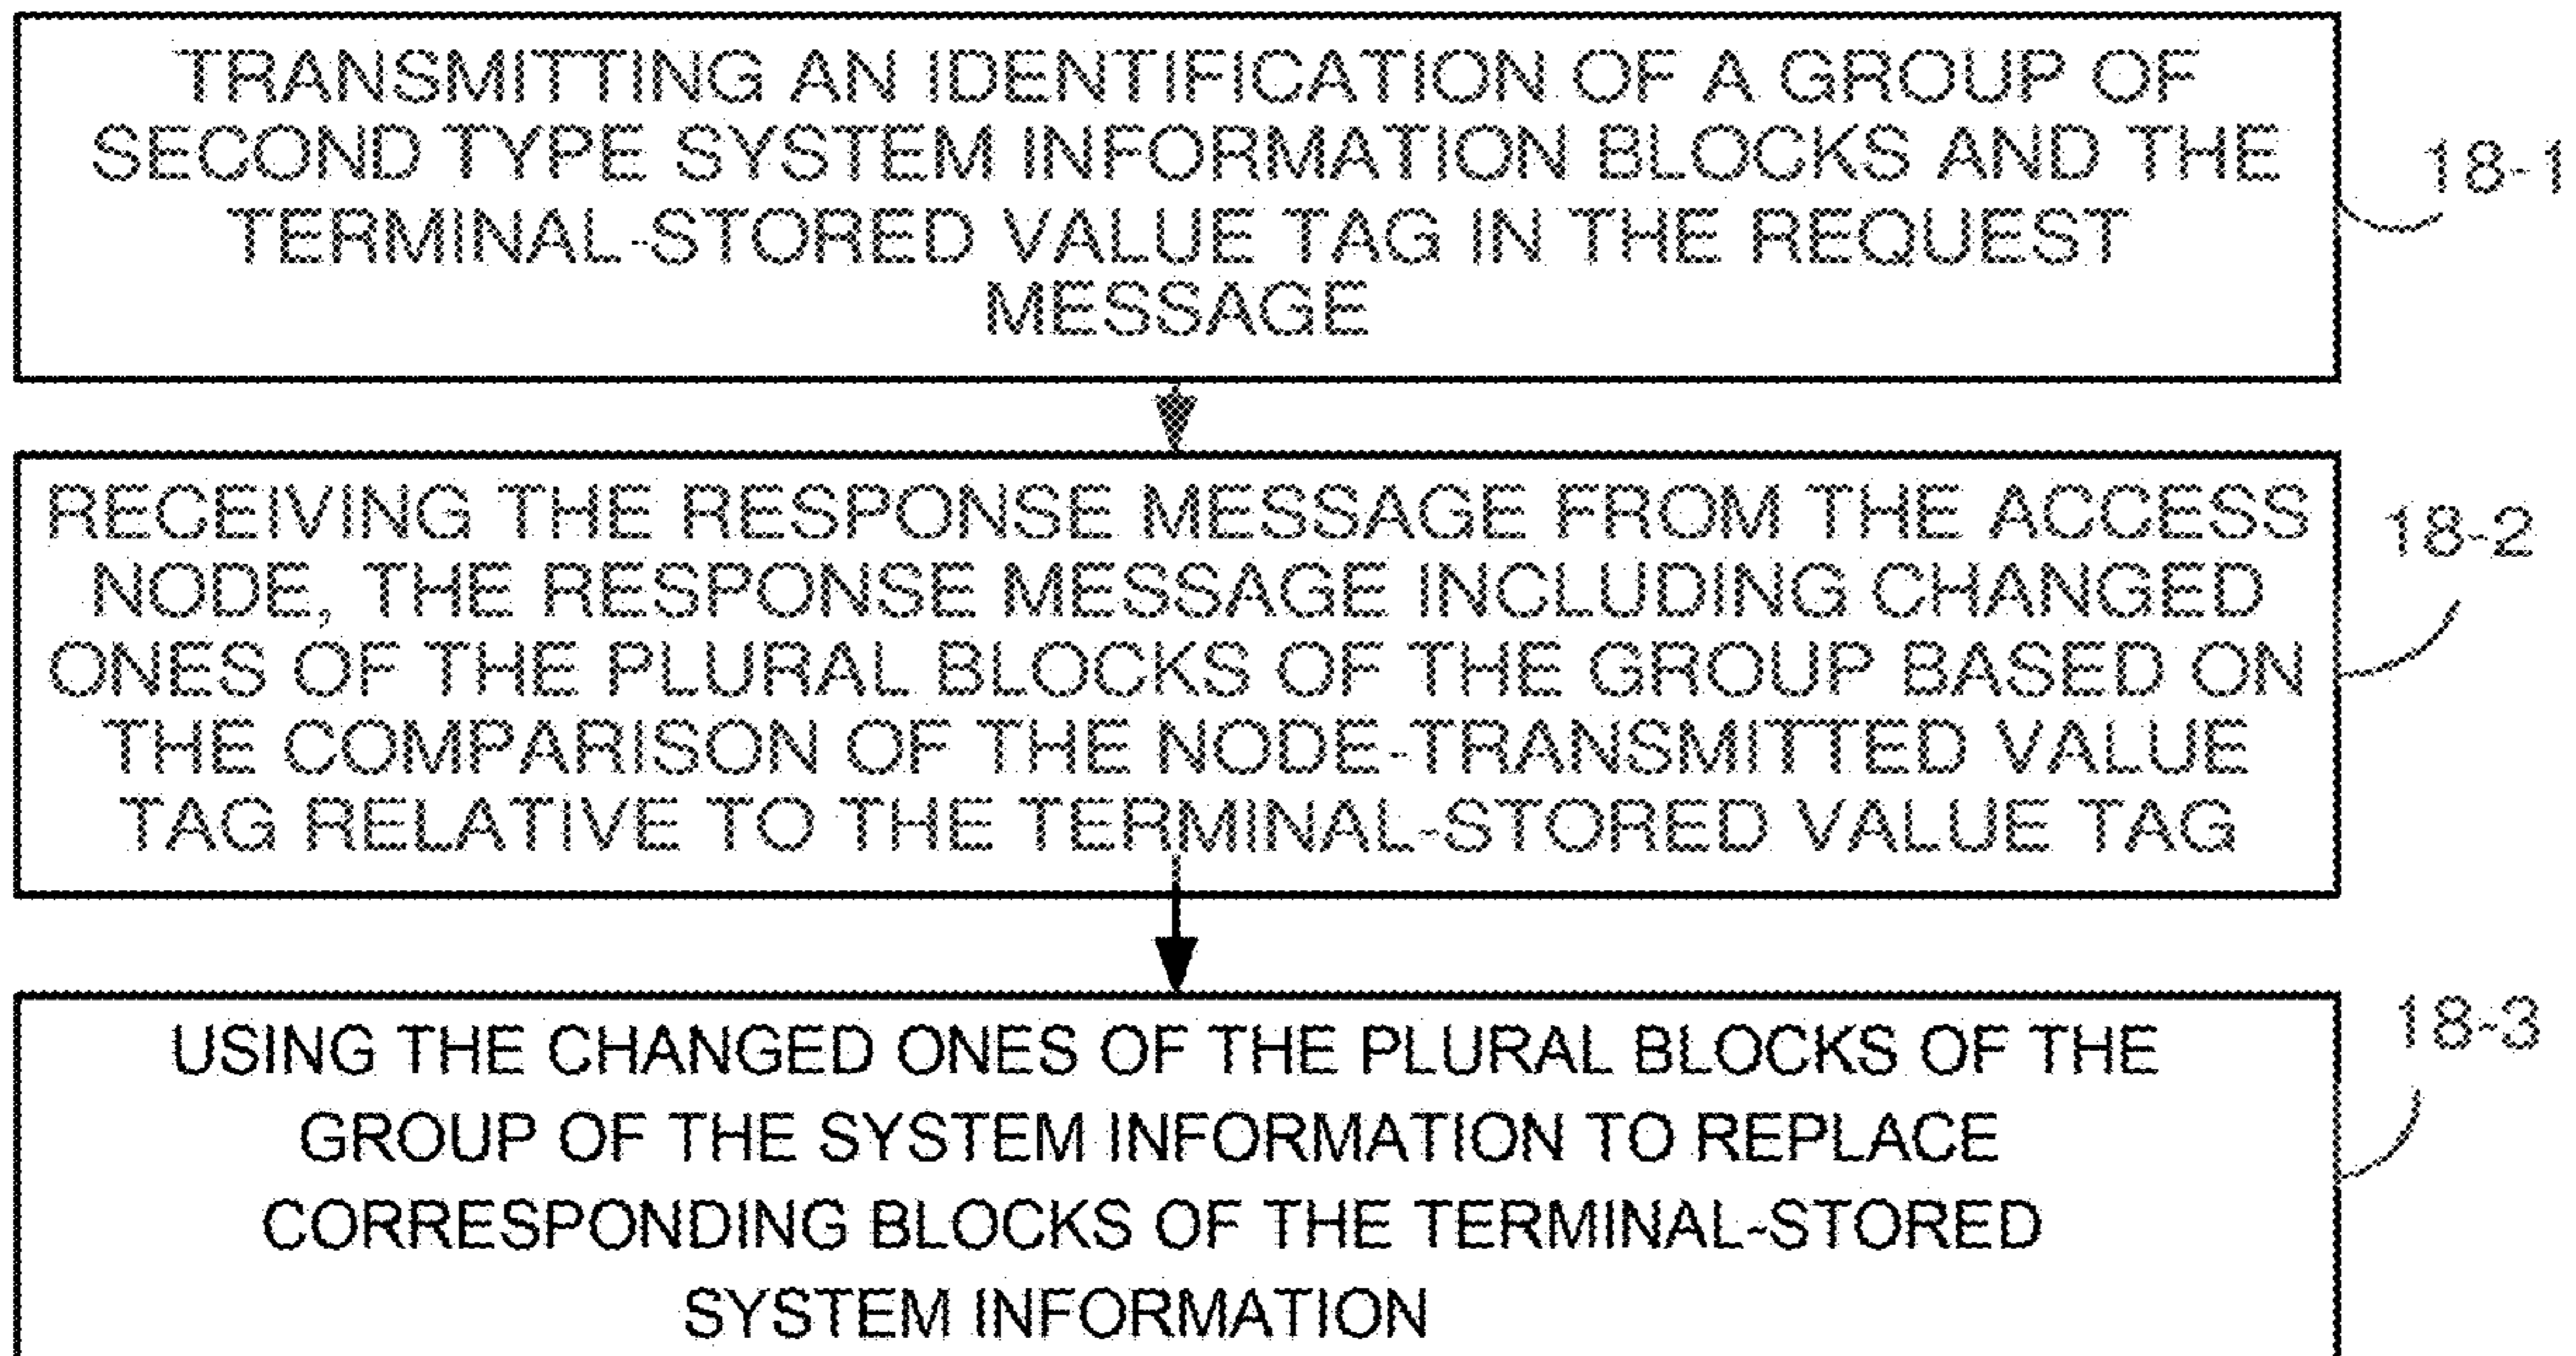 TRANSMITTING AN IDENTIFICATION OF A GROUP OF
SECOND TYPE SYSTEM INFORMATION BLOCKS AND THE
TERMINAL-STORED VALUE TAG IN THE REQUEST
MESSAGE
18-1
RECEIVING THE RESPONSE MESSAGE FROM THE ACCESS
NODE, THE RESPONSE MESSAGE INCLUDING CHANGED
ONES OF THE PLURAL BLOCKS OF THE GROUP BASED ON
THE COMPARISON OF THE NODE-TRANSMITTED VALUE
TAG RELATIVE TO THE TERMINAL-STORED VALUE TAG
18-2
USING THE CHANGED ONES OF THE PLURAL BLOCKS OF THE
GROUP OF THE SYSTEM INFORMATION TO REPLACE
CORRESPONDING BLOCKS OF THE TERMINAL-STORED
SYSTEM INFORMATION
18-3